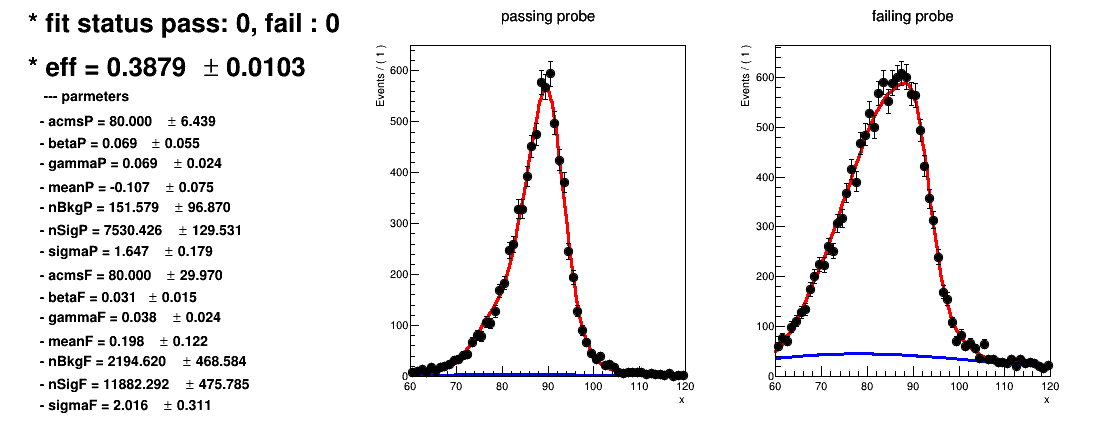 * fit status pass: 0, fail : 0
* eff = 0.3879 ± 0.0103
--- parmeters
- acmsP = 80.000 ± 6.439
- betaP = 0.069 ± 0.055
- gammaP = 0.069 ± 0.024
- meanP = -0.107 ± 0.075
- nBkgP = 151.579 ± 96.870
- nSigP = 7530.426 ± 129.531
- sigmaP = 1.647 ± 0.179
- acmsF = 80.000 ± 29.970
- betaF = 0.031 ± 0.015
- gammaF = 0.038 ± 0.024
- meanF = 0.198 ± 0.122
- nBkgF = 2194.620 ± 468.584
- nSigF = 11882.292 ± 475.785
- sigmaF = 2.016 ± 0.311
passing probe
Events / ( 1 )
600
500
400
300
200
100
0
60 70 80 90 100 110 120
x
failing probe
Events / ( 1 )
600
500
400
300
200
100
0
60 70 80 90 100 110 120
x